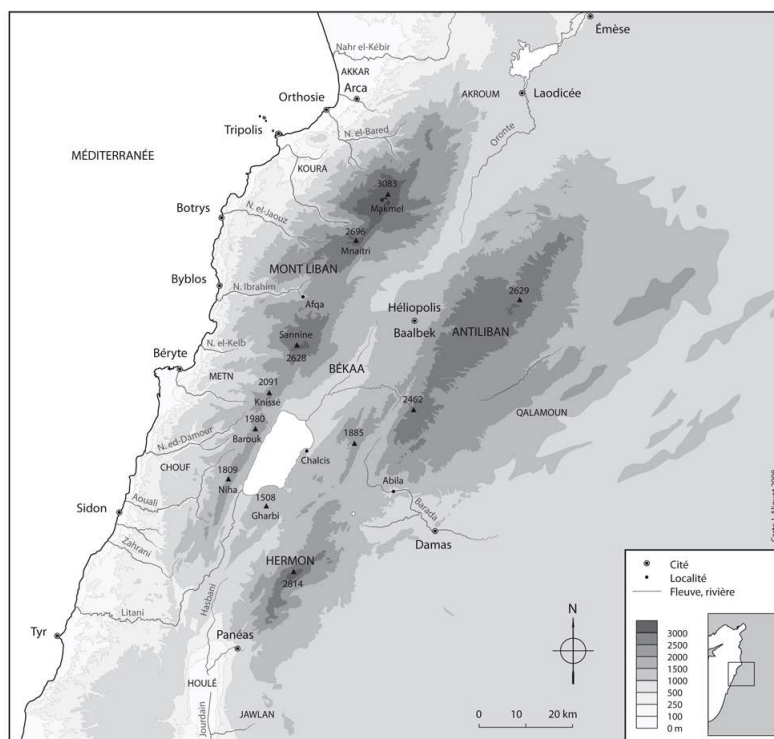 Émèse
Nahr el-Kébir
AKKAR
Arca
AKROUM
Laodicée
Orthosie
Tripolis
N. el-Bared
Oronte
MÉDITERRANÉE
KOURA
3083
Makmel
Botrys
N. el-Jaouz
2696
Mnaitri
MONT LIBAN
Byblos
N. Ibrahim
Afqa
2629
Héliopolis
Baalbek
ANTILIBAN
Sannine
2628
N. el-Kelb
Béryte
BÉKAA
METN
2091
Knissé
2462
QALAMOUN
1980
Barouk
N. ed-Damour
1885
Chalcis
CHOUF
1809
Niha
Abila
Aouali
1508
Gharbi
Barada
Sidon
Damas
Zahrani
HERMON
2814
Hasbani
Litani
Tyr
Panéas
HOULÉ
Jourdain
JAWLAN
N
0 10 20 km
Cité
Localité
Fleuve, rivière
3000
2500
2000
1500
1000
500
250
100
0 m